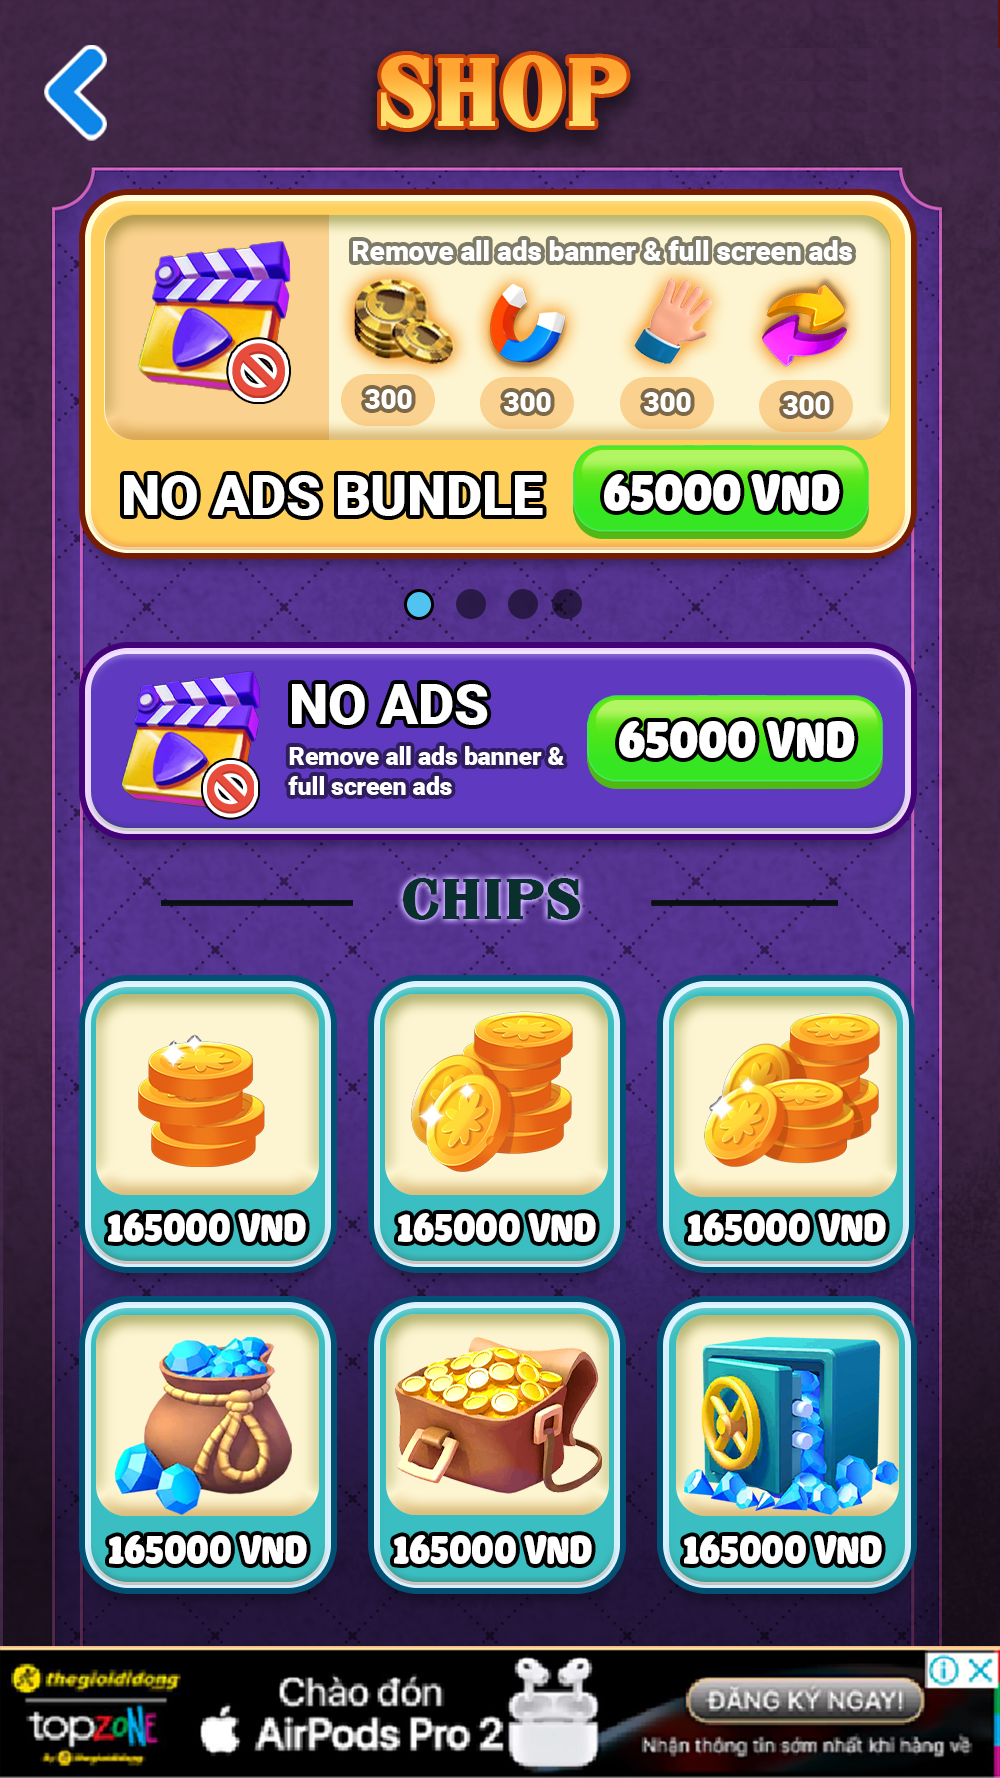 SHOP
Remove all ads banner & full screen ads
300 300 300 300
NO ADS BUNDLE 65000 VND
NO ADS
Remove all ads banner &
full screen ads
65000 VND
CHIPS
165000 VND 165000 VND 165000 VND
165000 VND 165000 VND 165000 VND
thegioididong
topzone
By thegioididong
Chào đón
AirPods Pro 2
ĐĂNG KÝ NGAY!
Nhận thông tin sớm nhất khi hàng về